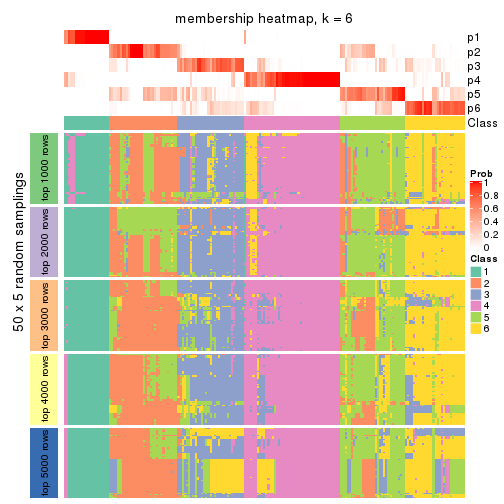 membership heatmap, k = 6
p1
p2
p3
p4
p5
p6
Class
50 x 5 random samplings
top 1000 rows
top 2000 rows
top 3000 rows
top 4000 rows
top 5000 rows
Prob
1
0.8
0.6
0.4
0.2
0
Class
1
2
3
4
5
6